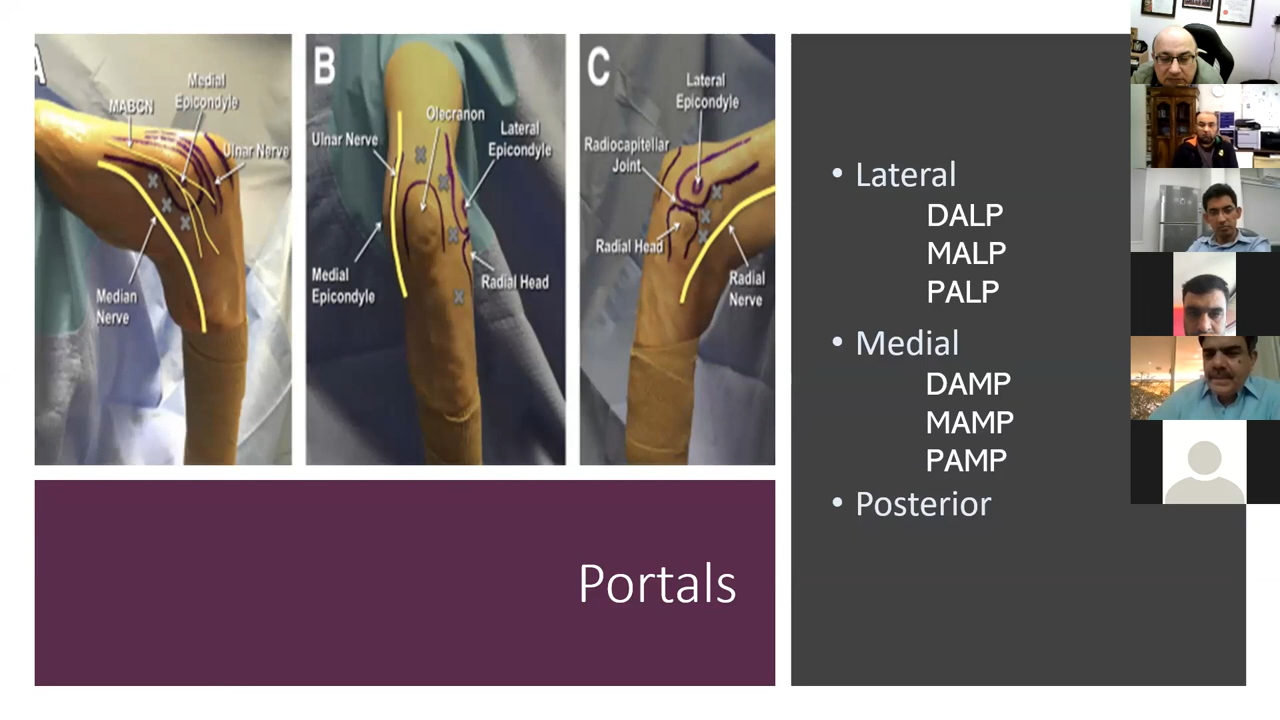 A
MABCN
Medial
Epicondyle
Ulnar Nerve
Median
Nerve
B
Olecranon
Ulnar Nerve
Lateral
Epicondyle
Medial
Epicondyle
Radial Head
C
Lateral
Epicondyle
Radiocapitellar
Joint
Radial Head
Radial
Nerve
Portals
• Lateral
DALP
MALP
PALP
• Medial
DAMP
MAMP
PAMP
• Posterior